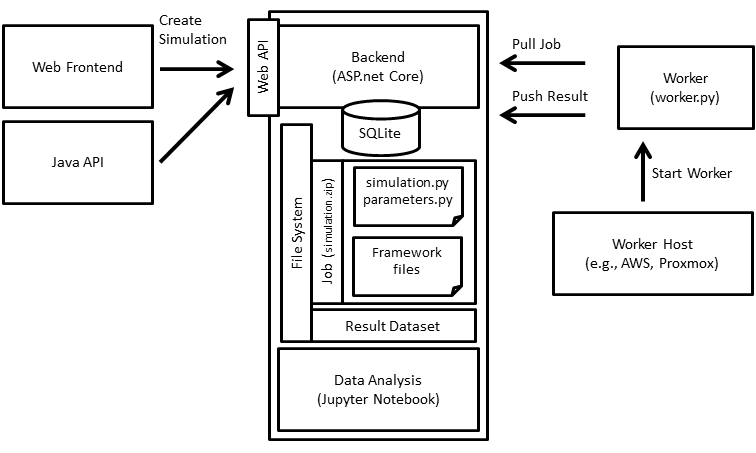 Create
Simulation
Web Frontend
Java API
Web API
Backend
(ASP.net Core)
SQLite
File System
Job (simulation.zip)
simulation.py
parameters.py
Framework
files
Result Dataset
Data Analysis
(Jupyter Notebook)
Pull Job
Push Result
Worker
(worker.py)
Start Worker
Worker Host
(e.g., AWS, Proxmox)